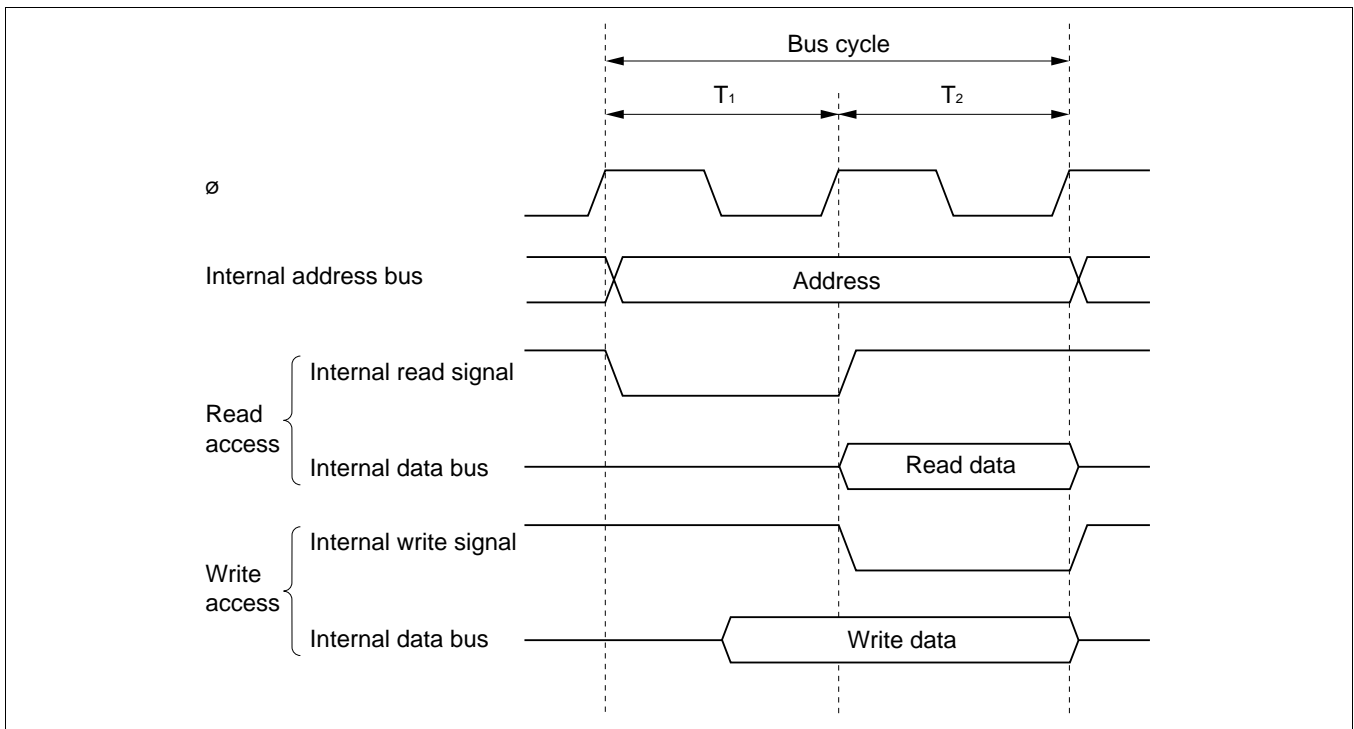 Bus cycle
T₁ T₂
ø
Internal address bus
Address
Internal read signal
Read
access
Internal data bus
Read data
Internal write signal
Write
access
Internal data bus
Write data